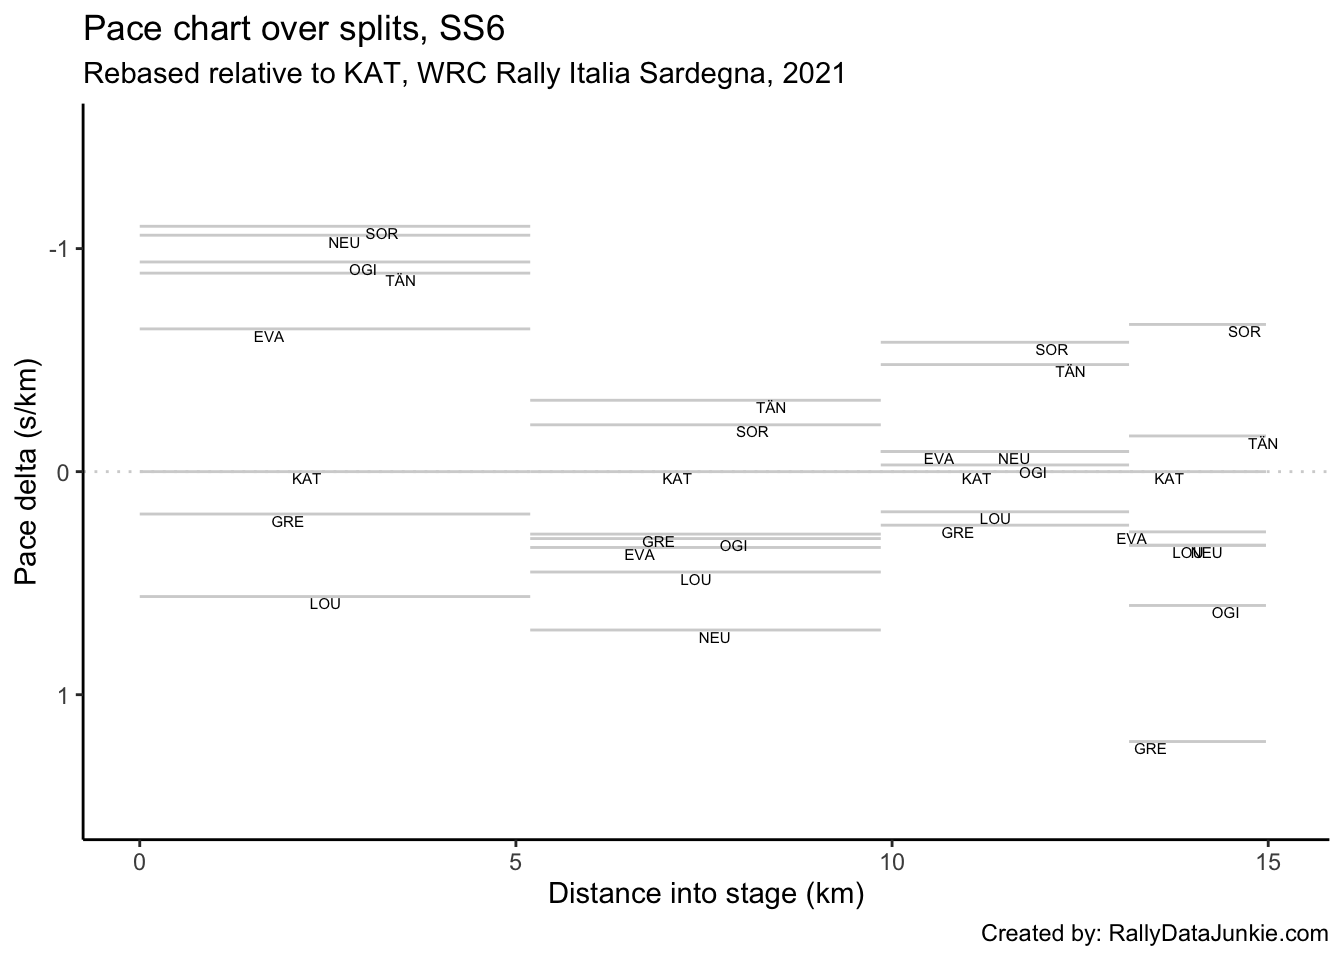 Pace chart over splits, SS6
Rebased relative to KAT, WRC Rally Italia Sardegna, 2021
Pace delta (s/km)
-1
0
1
SOR
NEU
OGI
TÄN
EVA
KAT
GRE
LOU
TÄN
SOR
KAT
GRE
OGI
EVA
LOU
NEU
SOR
TÄN
EVA
NEU
OGI
KAT
LOU
GRE
SOR
TÄN
KAT
EVA
LOU
NEU
OGI
GRE
0 5 10 15
Distance into stage (km)
Created by: RallyDataJunkie.com